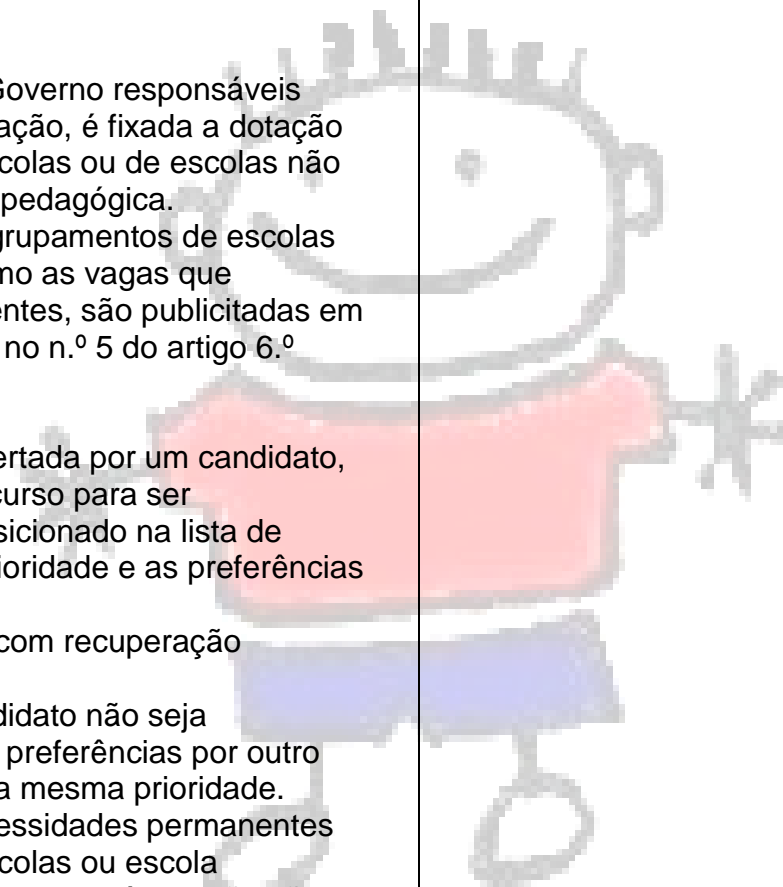 Governo responsáveis
ação, é fixada a dotação
colas ou de escolas não
pedagógica.
grupamentos de escolas
mo as vagas que
entes, são publicitadas em
no n.º 5 do artigo 6.º
ertada por um candidato,
curso para ser
sicionado na lista de
ioridade e as preferências
com recuperação
didato não seja
preferências por outro
a mesma prioridade.
essidades permanentes
colas ou escola